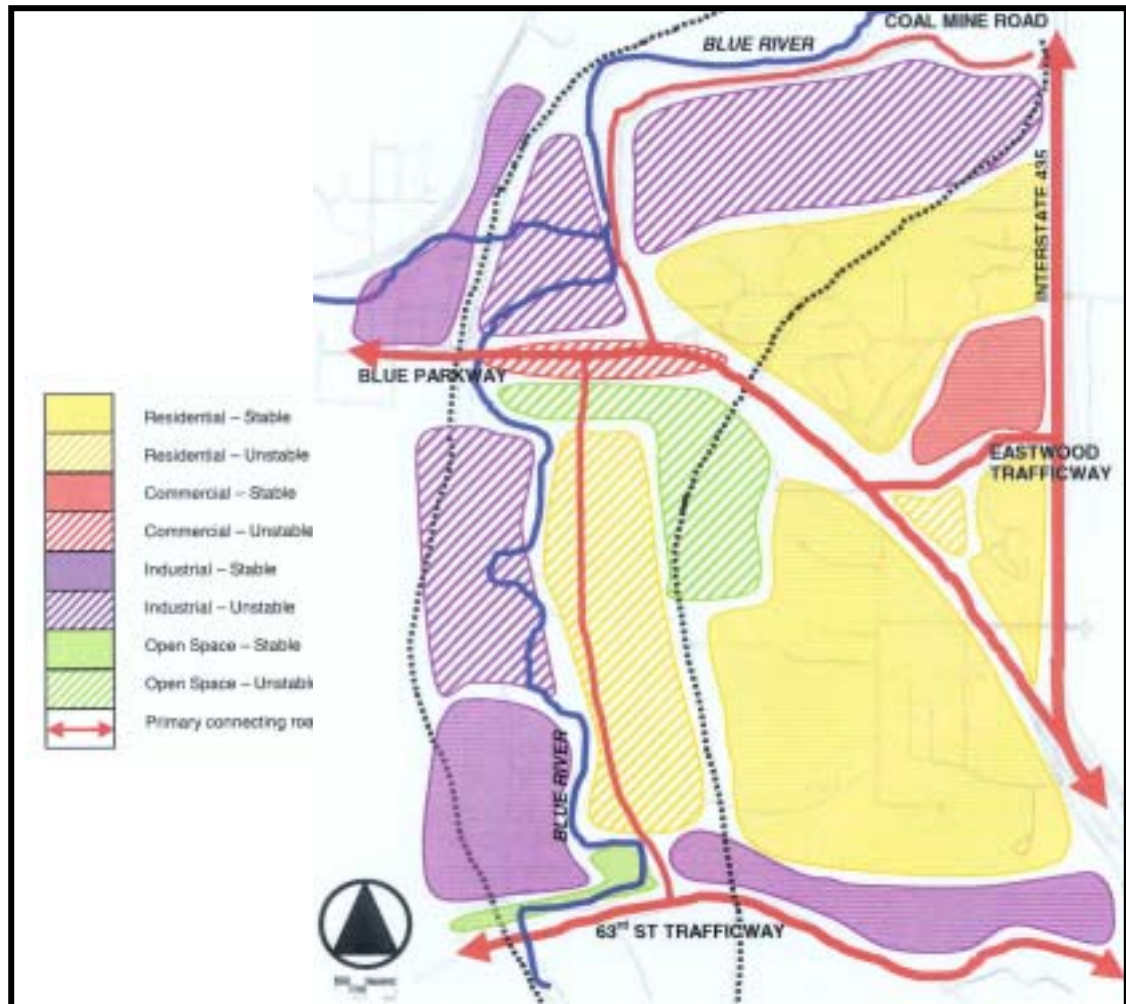 COAL MINE ROAD
BLUE RIVER
INTERSTATE 435
BLUE PARKWAY
EASTWOOD
TRAFFICWAY
Residential – Stable
Residential – Unstable
Commercial – Stable
Commercial – Unstable
Industrial – Stable
Industrial – Unstable
Open Space – Stable
Open Space – Unstabl
Primary connecting roa
BLUE RIVER
63rd ST TRAFFICWAY